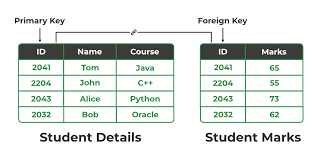 Primary Key Foreign Key
ID Name Course ID Marks
2041 Tom Java 2041 65
2204 John C++ 2204 55
2043 Alice Python 2043 73
2032 Bob Oracle 2032 62
Student Details Student Marks